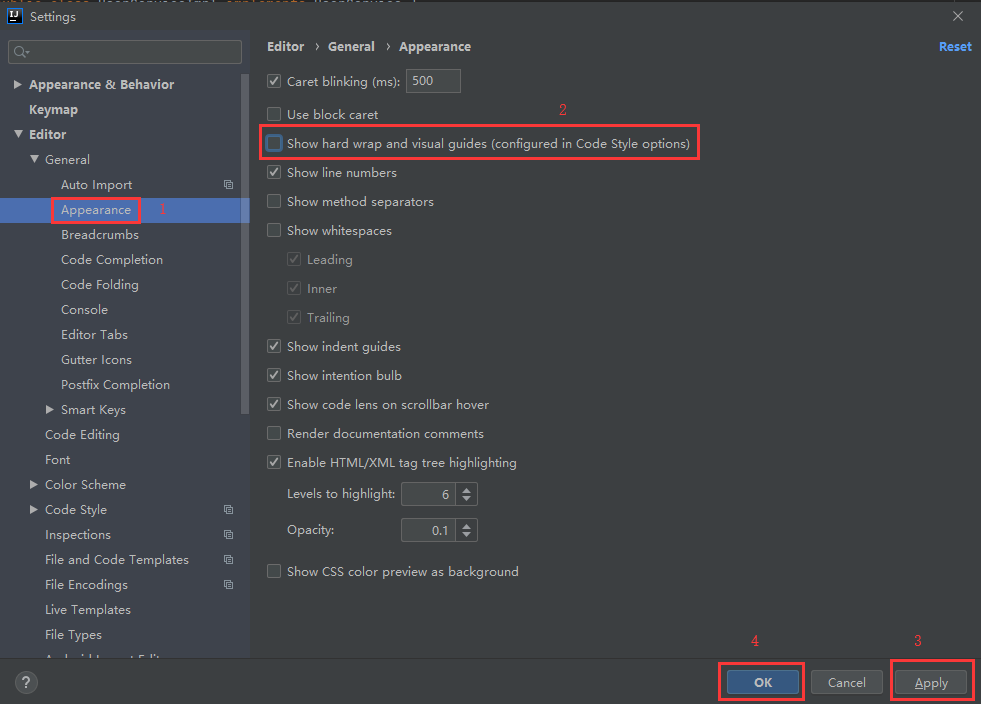 Settings
Appearance & Behavior
Keymap
Editor
General
Auto Import
Appearance
1
Breadcrumbs
Code Completion
Code Folding
Console
Editor Tabs
Gutter Icons
Postfix Completion
Smart Keys
Code Editing
Font
Color Scheme
Code Style
Inspections
File and Code Templates
File Encodings
Live Templates
File Types
Editor › General › Appearance
Reset
Caret blinking (ms): 500
Use block caret
2
Show hard wrap and visual guides (configured in Code Style options)
Show line numbers
Show method separators
Show whitespaces
Leading
Inner
Trailing
Show indent guides
Show intention bulb
Show code lens on scrollbar hover
Render documentation comments
Enable HTML/XML tag tree highlighting
Levels to highlight: 6
Opacity: 0.1
Show CSS color preview as background
4
3
?
OK
Cancel
Apply